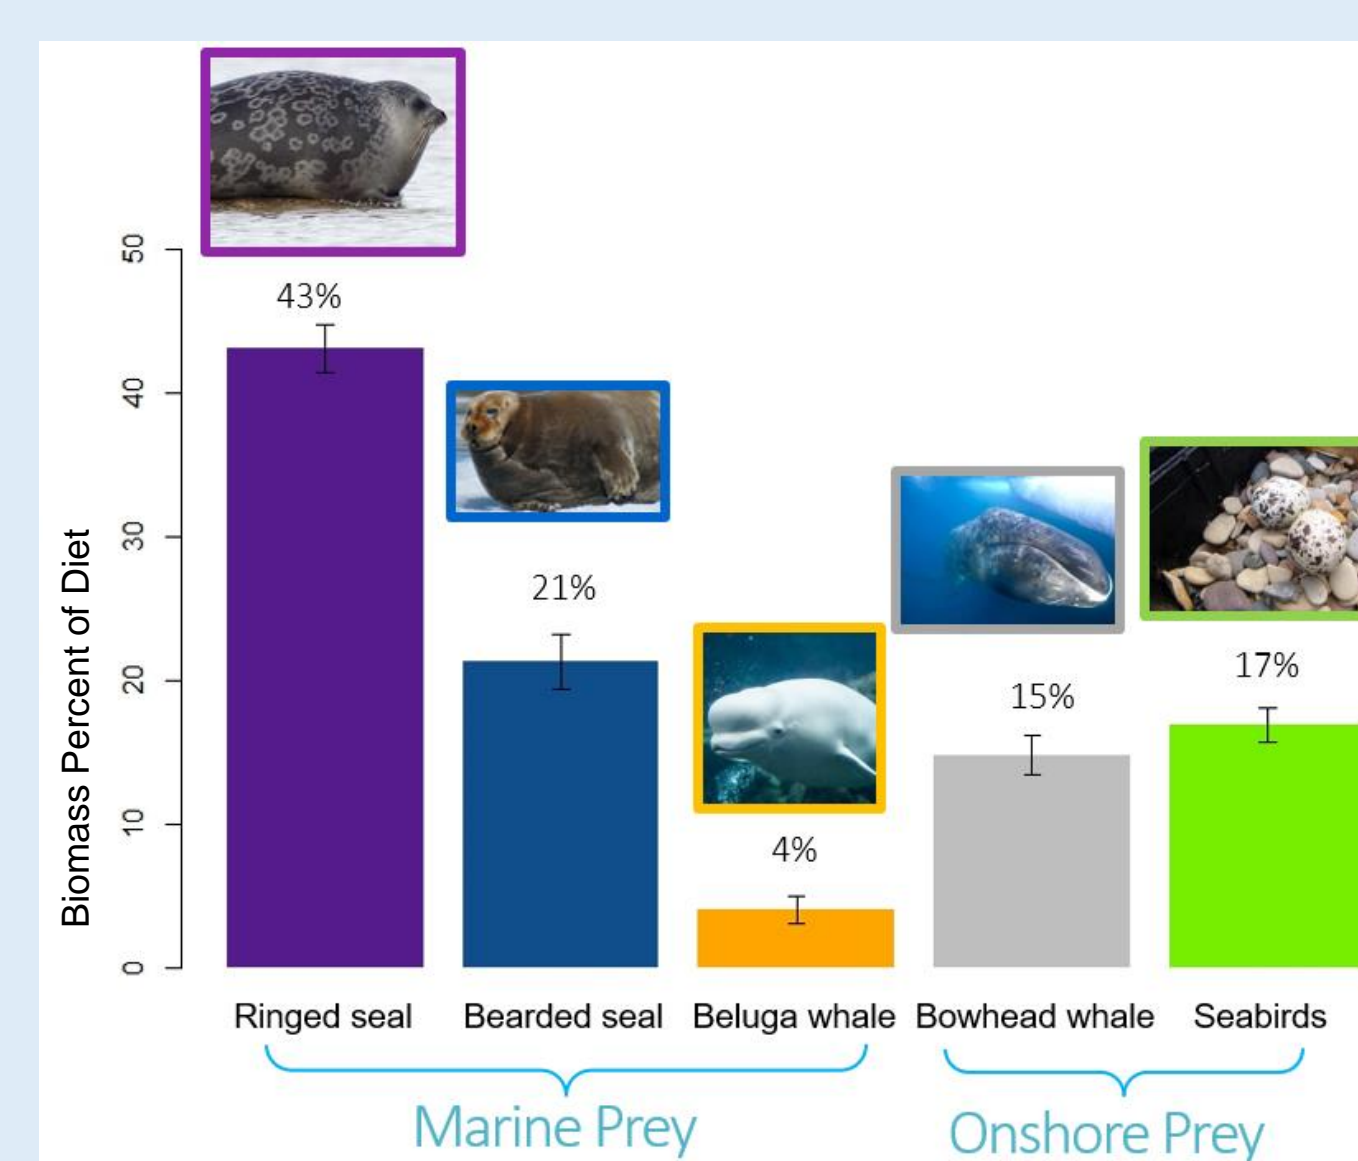 50
43%
40
30
21%
20
17%
15%
10
4%
0
Biomass Percent of Diet
Ringed seal Bearded seal Beluga whale Bowhead whale Seabirds
Marine Prey
Onshore Prey